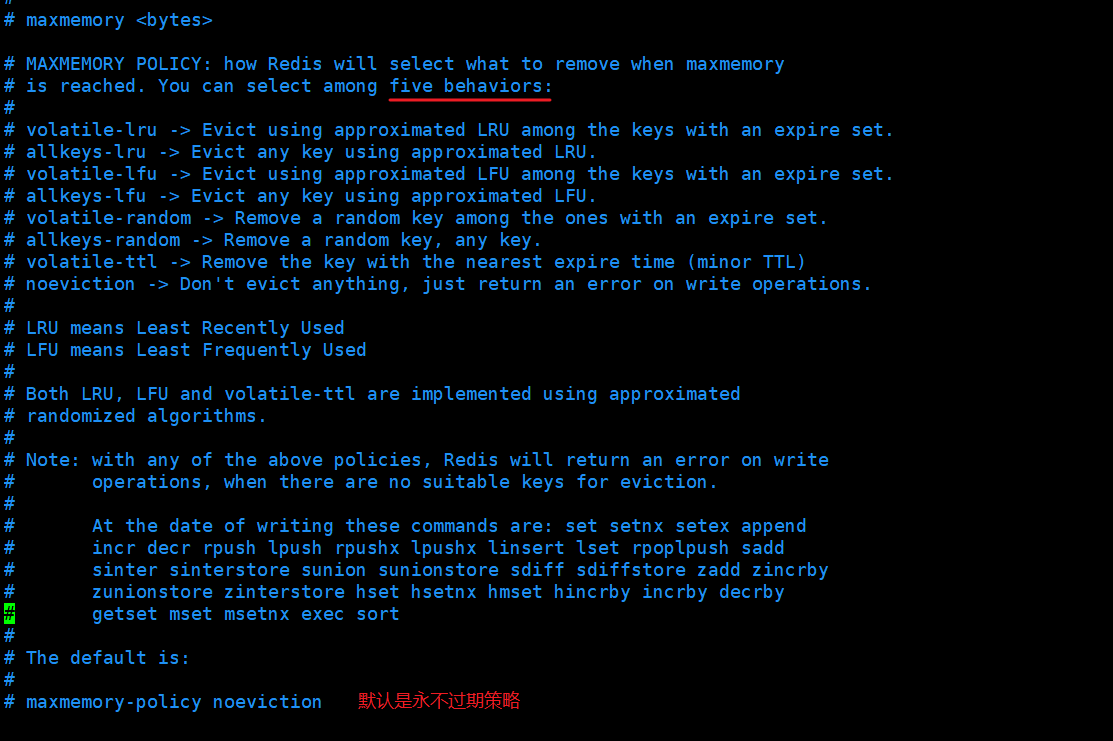 #
# maxmemory <bytes>
# MAXMEMORY POLICY: how Redis will select what to remove when maxmemory
# is reached. You can select among five behaviors:
#
# volatile-lru -> Evict using approximated LRU among the keys with an expire set.
# allkeys-lru -> Evict any key using approximated LRU.
# volatile-lfu -> Evict using approximated LFU among the keys with an expire set.
# allkeys-lfu -> Evict any key using approximated LFU.
# volatile-random -> Remove a random key among the ones with an expire set.
# allkeys-random -> Remove a random key, any key.
# volatile-ttl -> Remove the key with the nearest expire time (minor TTL)
# noeviction -> Don't evict anything, just return an error on write operations.
#
# LRU means Least Recently Used
# LFU means Least Frequently Used
#
# Both LRU, LFU and volatile-ttl are implemented using approximated
# randomized algorithms.
#
# Note: with any of the above policies, Redis will return an error on write
#       operations, when there are no suitable keys for eviction.
#
#       At the date of writing these commands are: set setnx setex append
#       incr decr rpush lpush rpushx lpushx linsert lset rpoplpush sadd
#       sinter sinterstore sunion sunionstore sdiff sdiffstore zadd zincrby
#       zunionstore zinterstore hset hsetnx hmset hincrby incrby decrby
#       getset mset msetnx exec sort
#
# The default is:
#
# maxmemory-policy noeviction 默认是永不过期策略